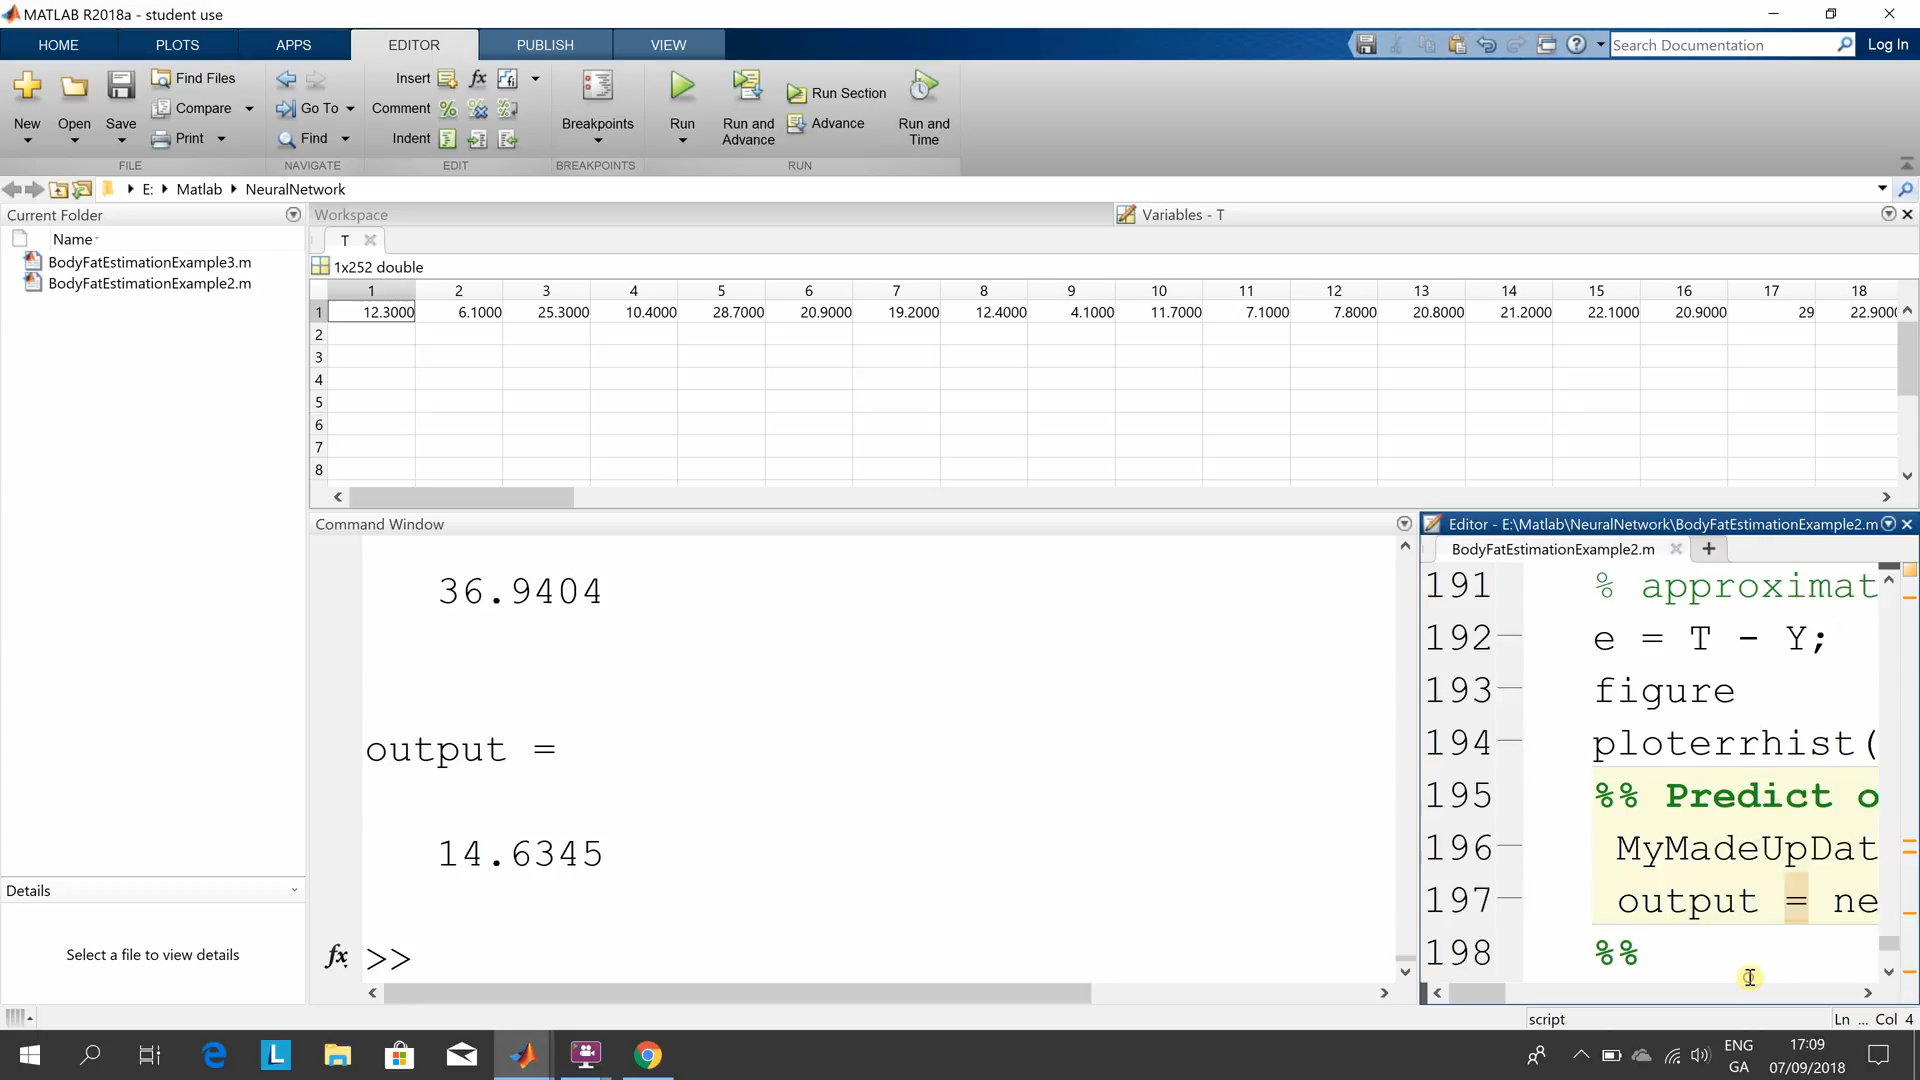 MATLAB R2018a - student use
HOME PLOTS APPS EDITOR PUBLISH VIEW Search Documentation Log In
New Open Save Find Files Compare Print
Go To Find
Insert fx Comment Indent
Breakpoints Run Run and Advance Run Section Advance Run and Time
FILE NAVIGATE EDIT BREAKPOINTS RUN
E: Matlab NeuralNetwork
Current Folder Workspace Variables - T
Name T
1x252 double
BodyFatEstimationExample3.m
BodyFatEstimationExample2.m
1 2 3 4 5 6 7 8 9 10 11 12 13 14 15 16 17 18
1 12.3000 6.1000 25.3000 10.4000 28.7000 20.9000 19.2000 12.4000 4.1000 11.7000 7.1000 7.8000 20.8000 21.2000 22.1000 20.9000 29 22.900
2
3
4
5
6
7
8
Command Window
36.9404
output =
14.6345
fx >>
Editor - E:\Matlab\NeuralNetwork\BodyFatEstimationExample2.m
BodyFatEstimationExample2.m
191 % approximat
192 e = T - Y;
193 figure
194 ploterrhist(
195 %% Predict o
196 MyMadeUpDat
197 output = ne
198 %%
Details
Select a file to view details
script Ln ... Col 4
ENG
GA
17:09
07/09/2018